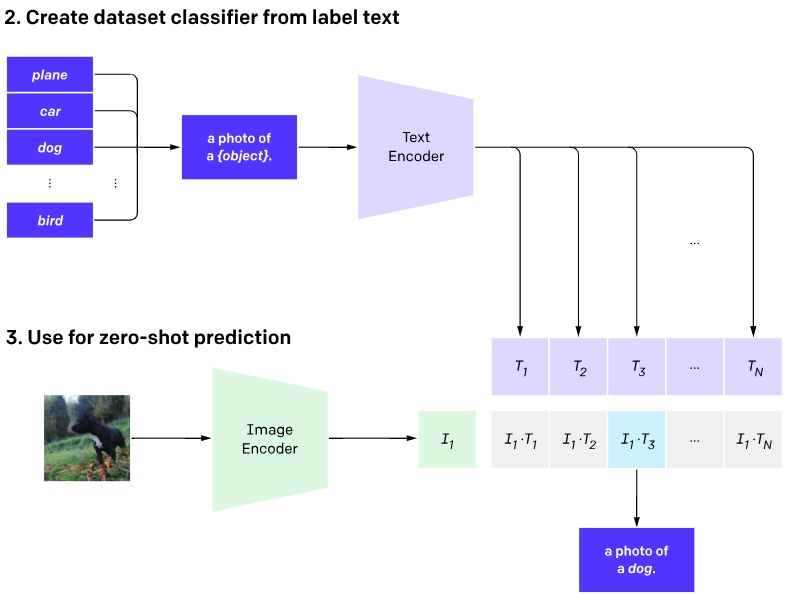 2. Create dataset classifier from label text
plane
car
dog
⋮ ⋮
bird
a photo of
a {object}.
Text
Encoder
...
3. Use for zero-shot prediction
T1 T2 T3 ... TN
Image
Encoder
I1
I1·T1 I1·T2 I1·T3 ... I1·TN
a photo of
a dog.